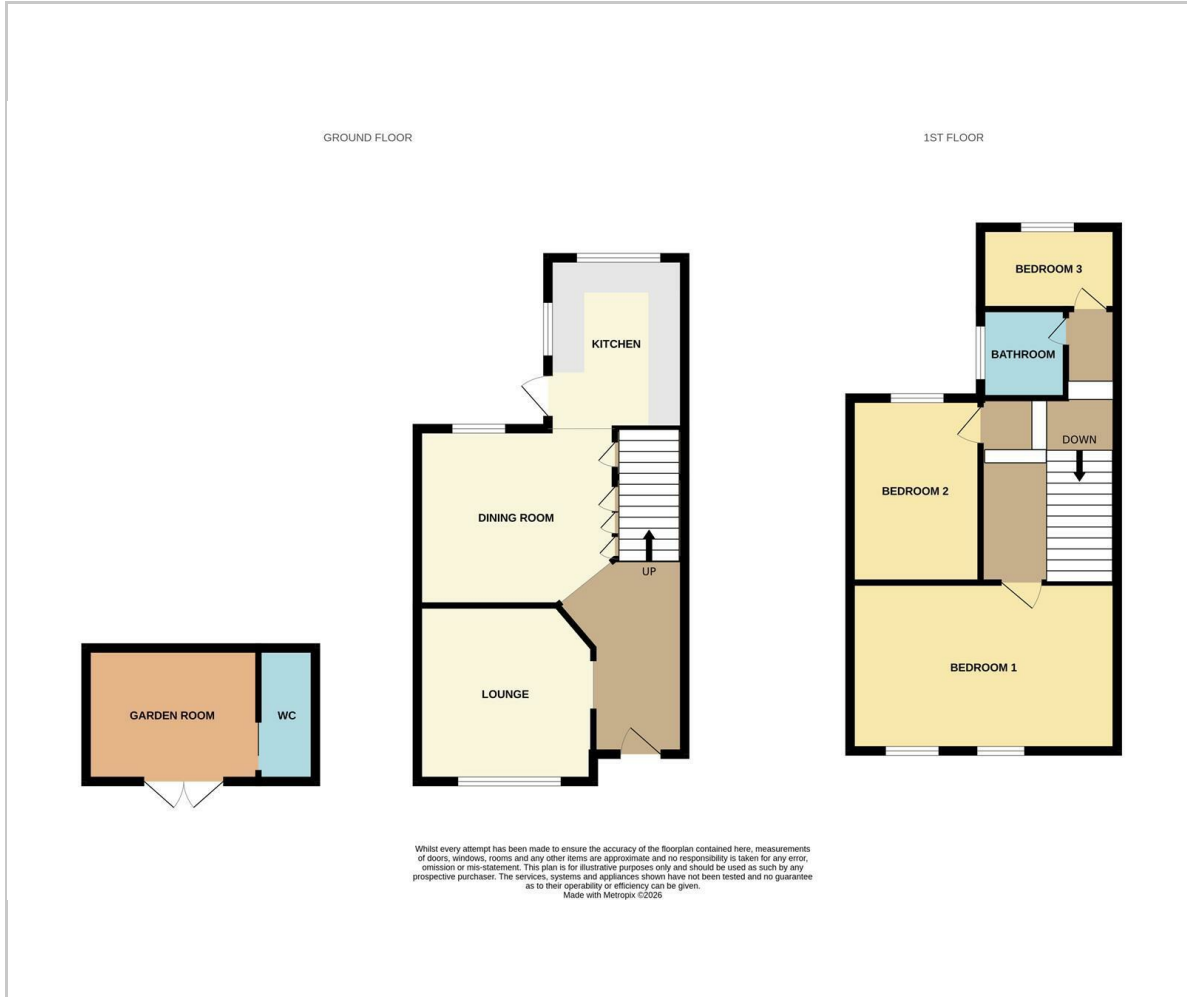 GROUND FLOOR
1ST FLOOR
KITCHEN
DINING ROOM
UP
LOUNGE
GARDEN ROOM
WC
BEDROOM 3
BATHROOM
DOWN
BEDROOM 2
BEDROOM 1
Whilst every attempt has been made to ensure the accuracy of the floorplan contained here, measurements
of doors, windows, rooms and any other items are approximate and no responsibility is taken for any error,
omission or mis-statement. This plan is for illustrative purposes only and should be used as such by any
prospective purchaser. The services, systems and appliances shown have not been tested and no guarantee
as to their operability or efficiency can be given.
Made with Metropix ©2026